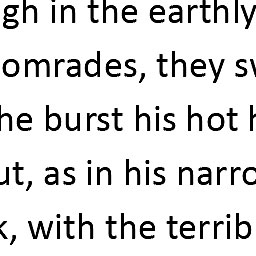 gh in the earthly
omrades, they sw
he burst his hot h
ut, as in his narro
k, with the terrib